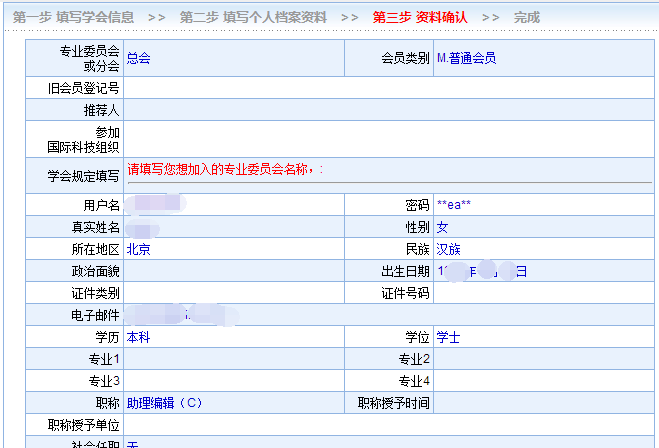 第一步 填写学会信息 >> 第二步 填写个人档案资料 >> 第三步 资料确认 >> 完成
专业委员会
或分会 总会 会员类别 M.普通会员
旧会员登记号
推荐人
参加
国际科技组织
学会规定填写 请填写您想加入的专业委员会名称，:
用户名 密码 **ea**
真实姓名 性别 女
所在地区 北京 民族 汉族
政治面貌 出生日期 1 年 日
证件类别 证件号码
电子邮件
学历 本科 学位 学士
专业1 专业2
专业3 专业4
职称 助理编辑（C） 职称授予时间
职称授予单位
社会任职 无